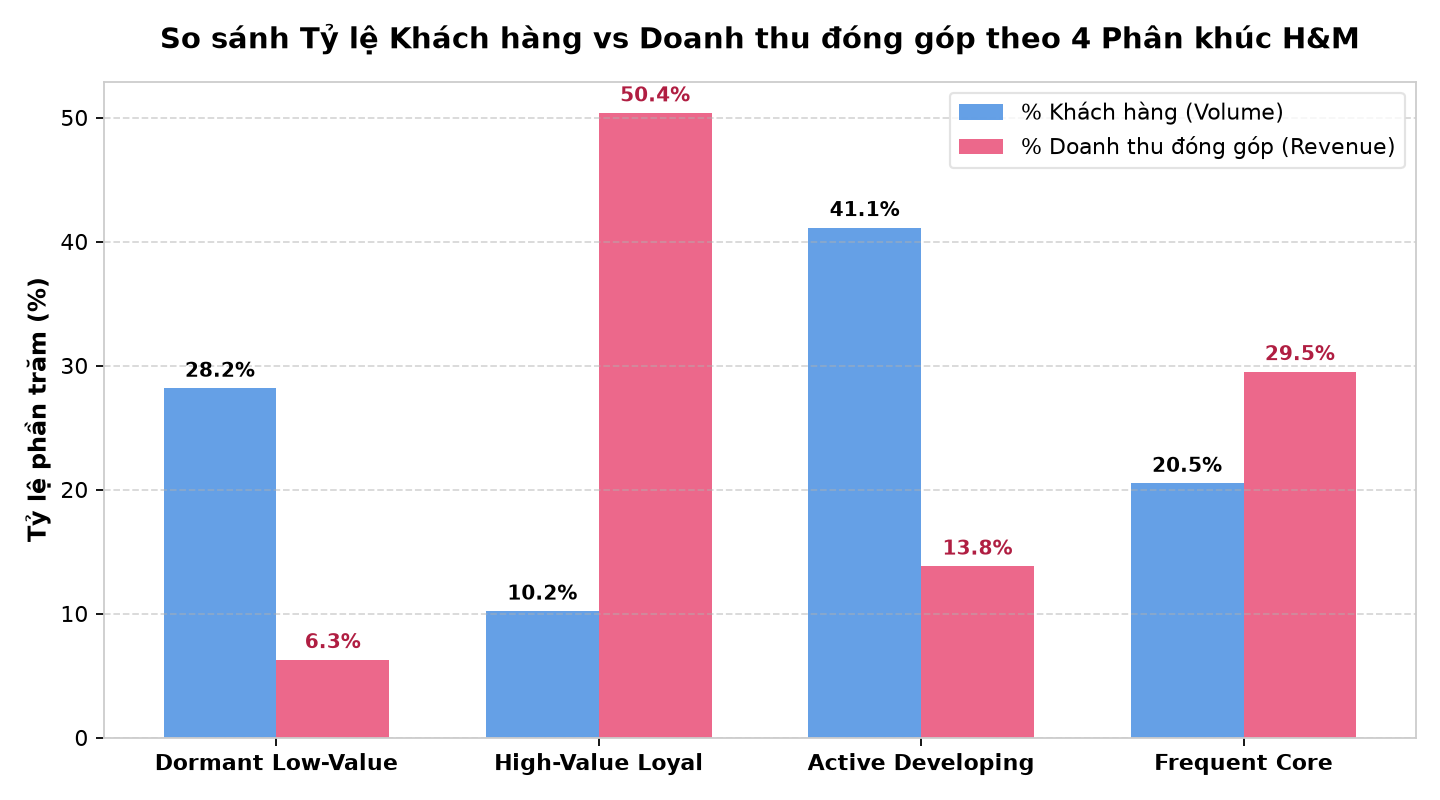 So sánh Tỷ lệ Khách hàng vs Doanh thu đóng góp theo 4 Phân khúc H&M
% Khách hàng (Volume)
% Doanh thu đóng góp (Revenue)
Tỷ lệ phần trăm (%)
50
40
30
20
10
0
28.2%
6.3%
10.2%
50.4%
41.1%
13.8%
20.5%
29.5%
Dormant Low-Value
High-Value Loyal
Active Developing
Frequent Core